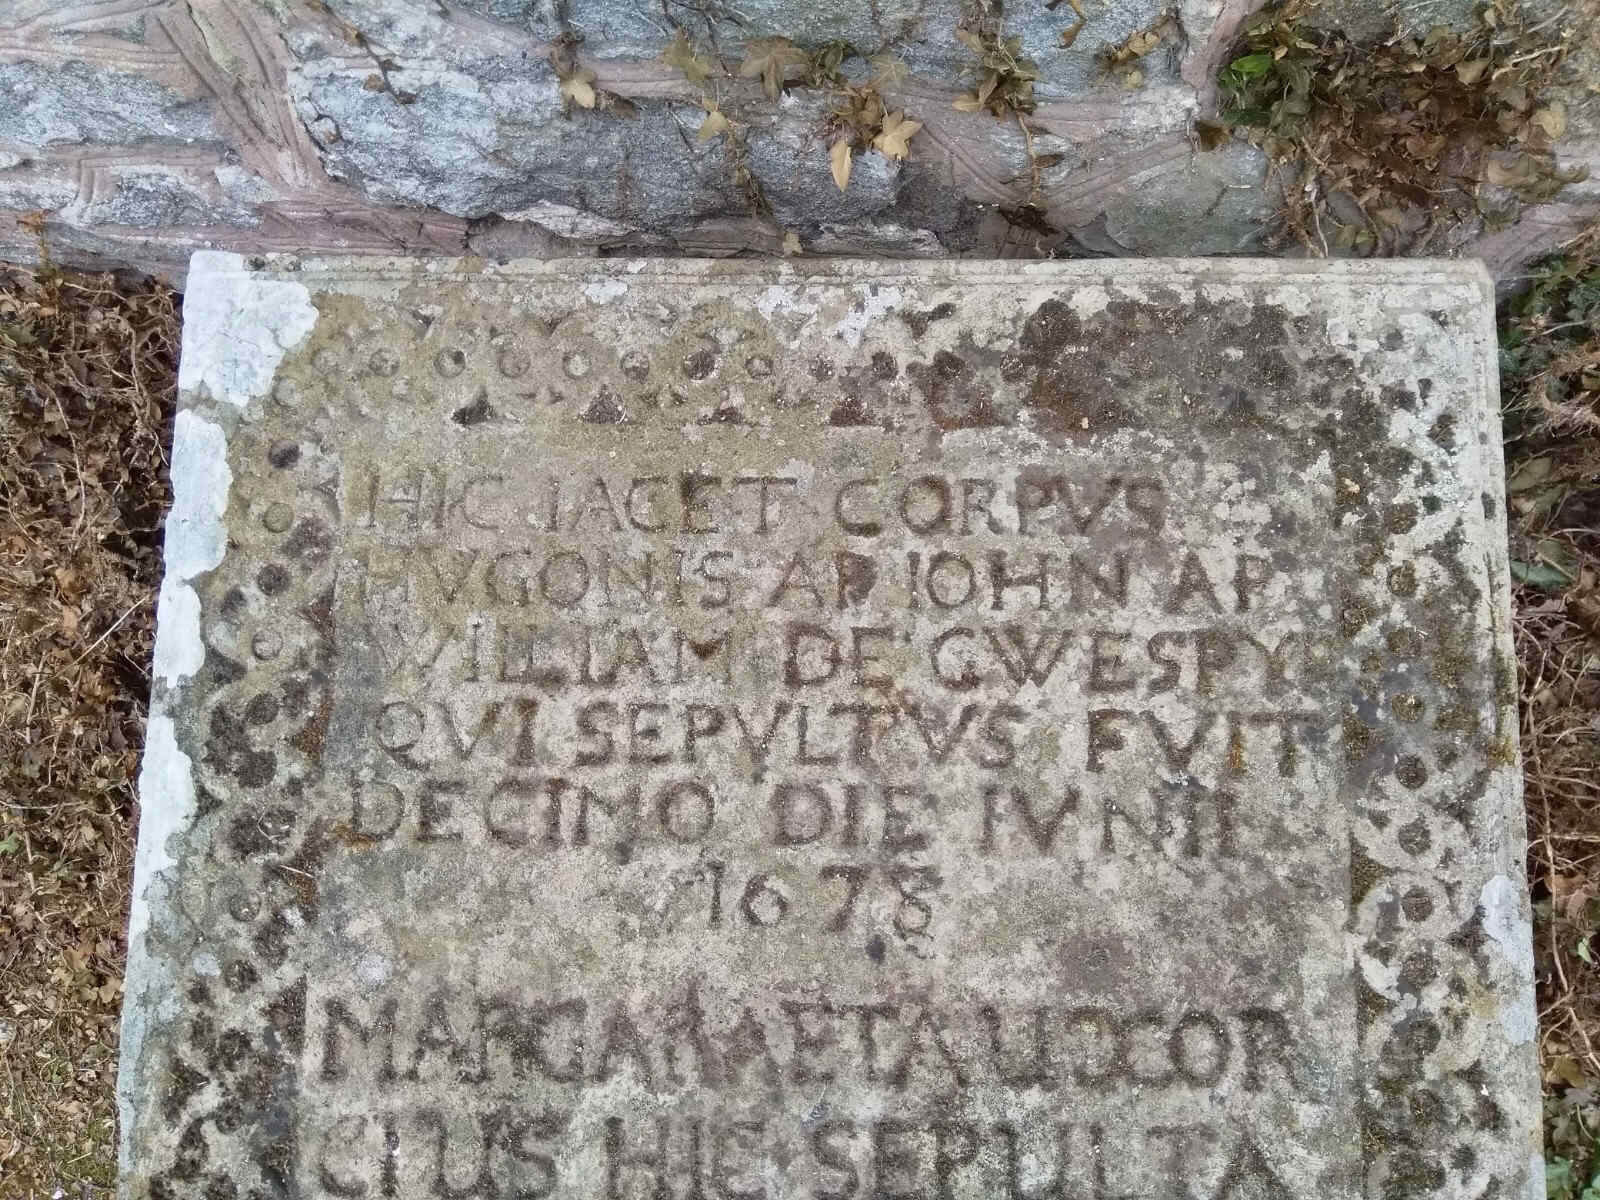 HIC IACET CORPVS
HVGONIS AP IOHN AP
WILLIAM DE GWESPY
QVI SEPVLTVS FVIT
DECIMO DIE IVNII
1678
MARGARETA
EIUS HIC SEPULTA